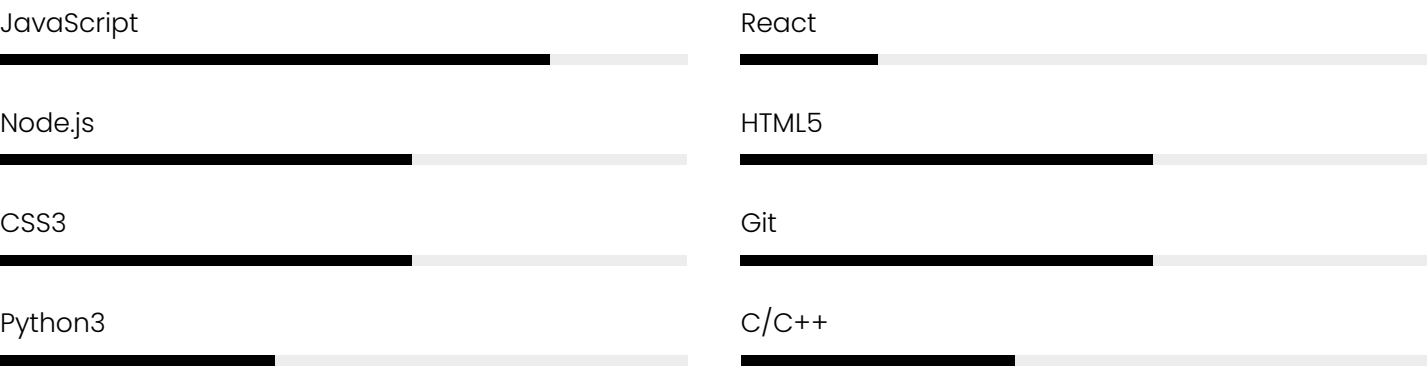 JavaScript
React
Node.js
HTML5
CSS3
Git
Python3
C/C++